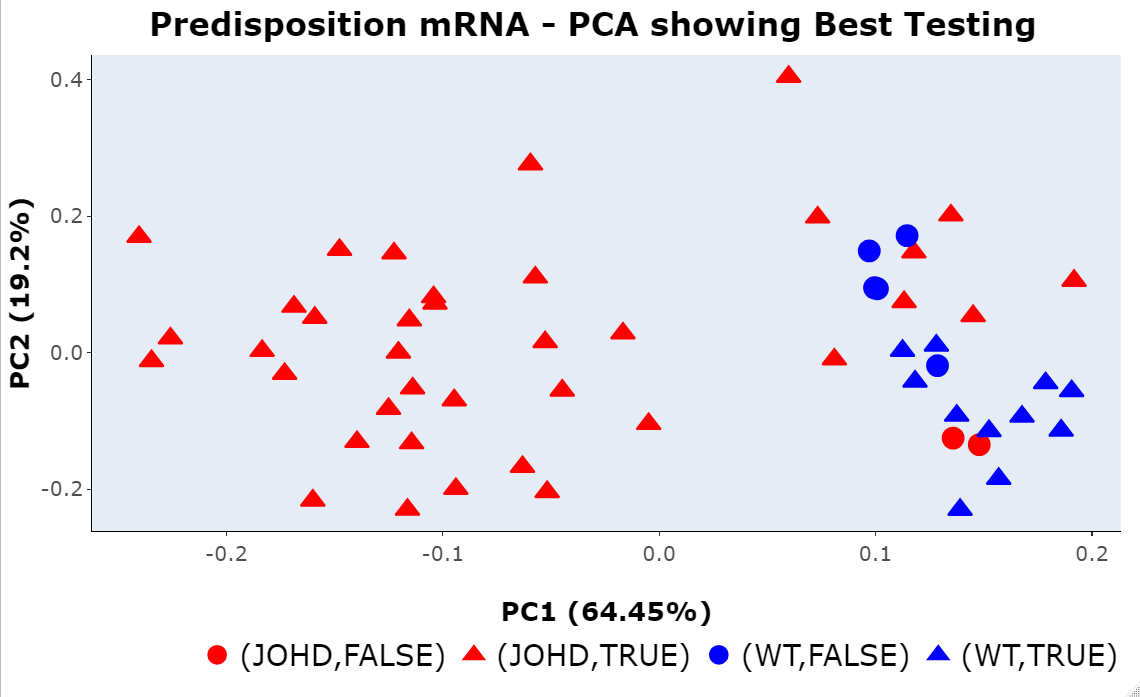 Predisposition mRNA - PCA showing Best Testing
PC2 (19.2%)
0.4
0.2
0.0
-0.2
-0.2
-0.1
0.0
0.1
0.2
PC1 (64.45%)
(JOHD,FALSE)
(JOHD,TRUE)
(WT,FALSE)
(WT,TRUE)